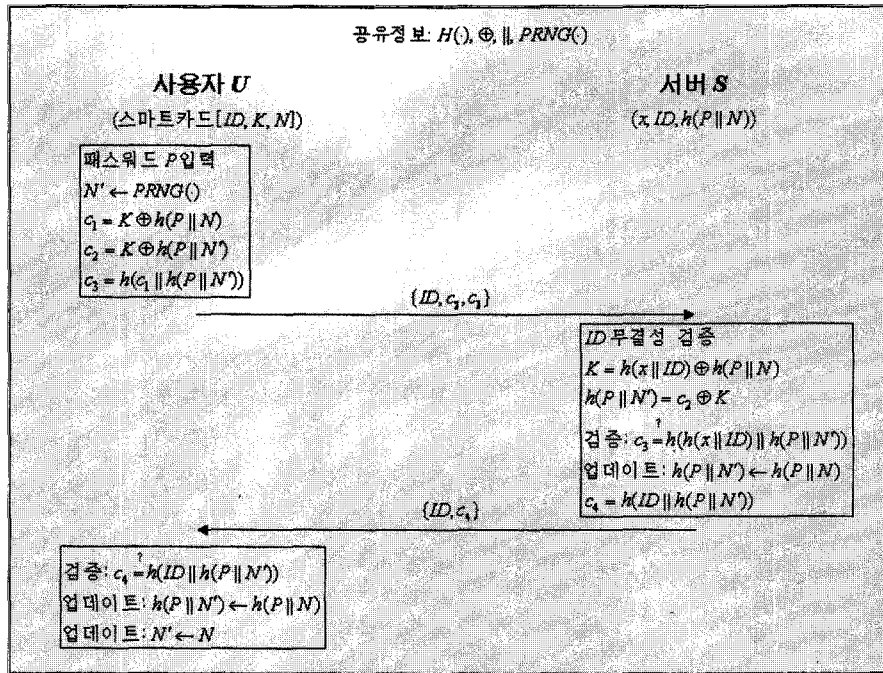 공유정보: H(·), ⊕, ||, PRNG(·)
사용자 U
(스마트카드[ID, K, N])
서버 S
(x, ID, h(P || N))
패스워드 P입력
N' ← PRNG()
c₁ = K ⊕ h(P || N)
c₂ = K ⊕ h(P || N')
c₃ = h(c₁ || h(P || N'))
{ID, c₂, c₃}
ID 무결성 검증
K = h(x || ID) ⊕ h(P || N)
h(P || N') = c₂ ⊕ K
검증: c₃ ≟ h(h(x || ID) || h(P || N'))
업데이트: h(P || N') ← h(P || N)
c₄ = h(ID || h(P || N'))
{ID, c₄}
검증: c₄ ≟ h(ID || h(P || N'))
업데이트: h(P || N') ← h(P || N)
업데이트: N' ← N